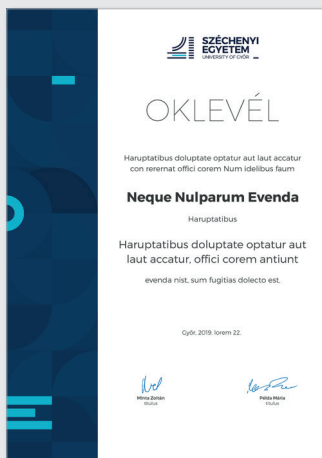 SZÉCHENYI
EGYETEM
UNIVERSITY OF GYŐR
OKLEVÉL
Haruptatibus doluptate optatur aut laut accatur
con rerernat offici corem Num idelibus faum
Neque Nulparum Evenda
Haruptatibus
Haruptatibus doluptate optatur aut
laut accatur, offici corem antiunt
evenda nist, sum fugitias dolecto est.
Győr, 2019. lorem 22.
Minta Zoltán
titulus
Példa Mária
titulus